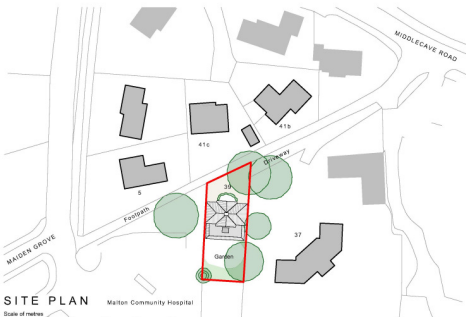 MIDDLECAVE ROAD
41b
41c
Driveway
5
39
Footpath
37
MAIDEN GROVE
Garden
SITE PLAN
Malton Community Hospital
Scale of metres